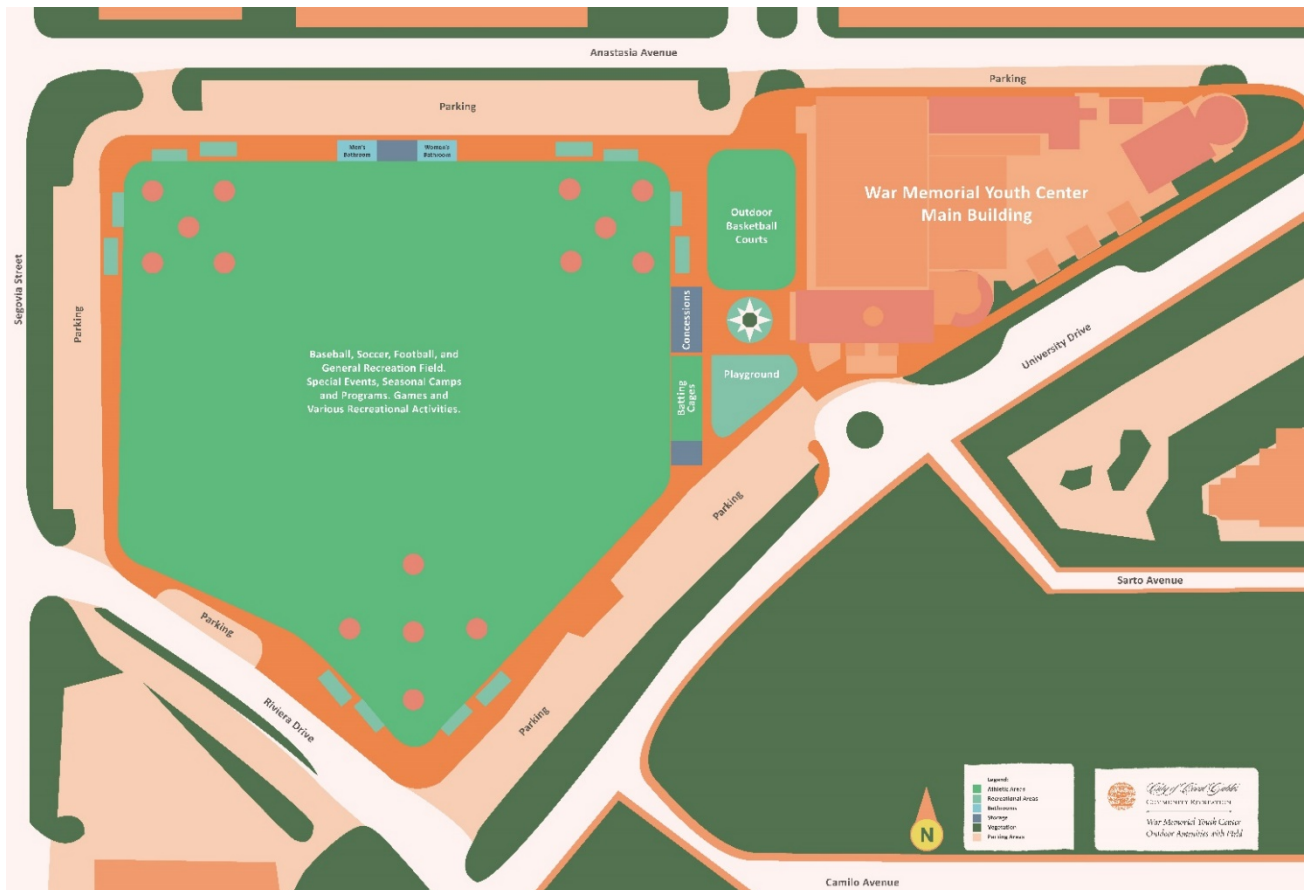 Anastasia Avenue
Parking
Parking
Men's
Bathroom
Women's
Bathroom
War Memorial Youth Center
Main Building
Outdoor
Basketball
Courts
Segovia Street
Parking
Concessions
University Drive
Baseball, Soccer, Football, and
General Recreation Field.
Special Events, Seasonal Camps
and Programs. Games and
Various Recreational Activities.
Playground
Batting
Cages
Parking
Sarto Avenue
Parking
Riviera Drive
Parking
N
Legend:
Athletic Areas
Recreational Areas
Bathrooms
Storage
Vegetation
Parking Areas
City of Coral Gables
Community Recreation
War Memorial Youth Center
Outdoor Amenities with Field
Camilo Avenue